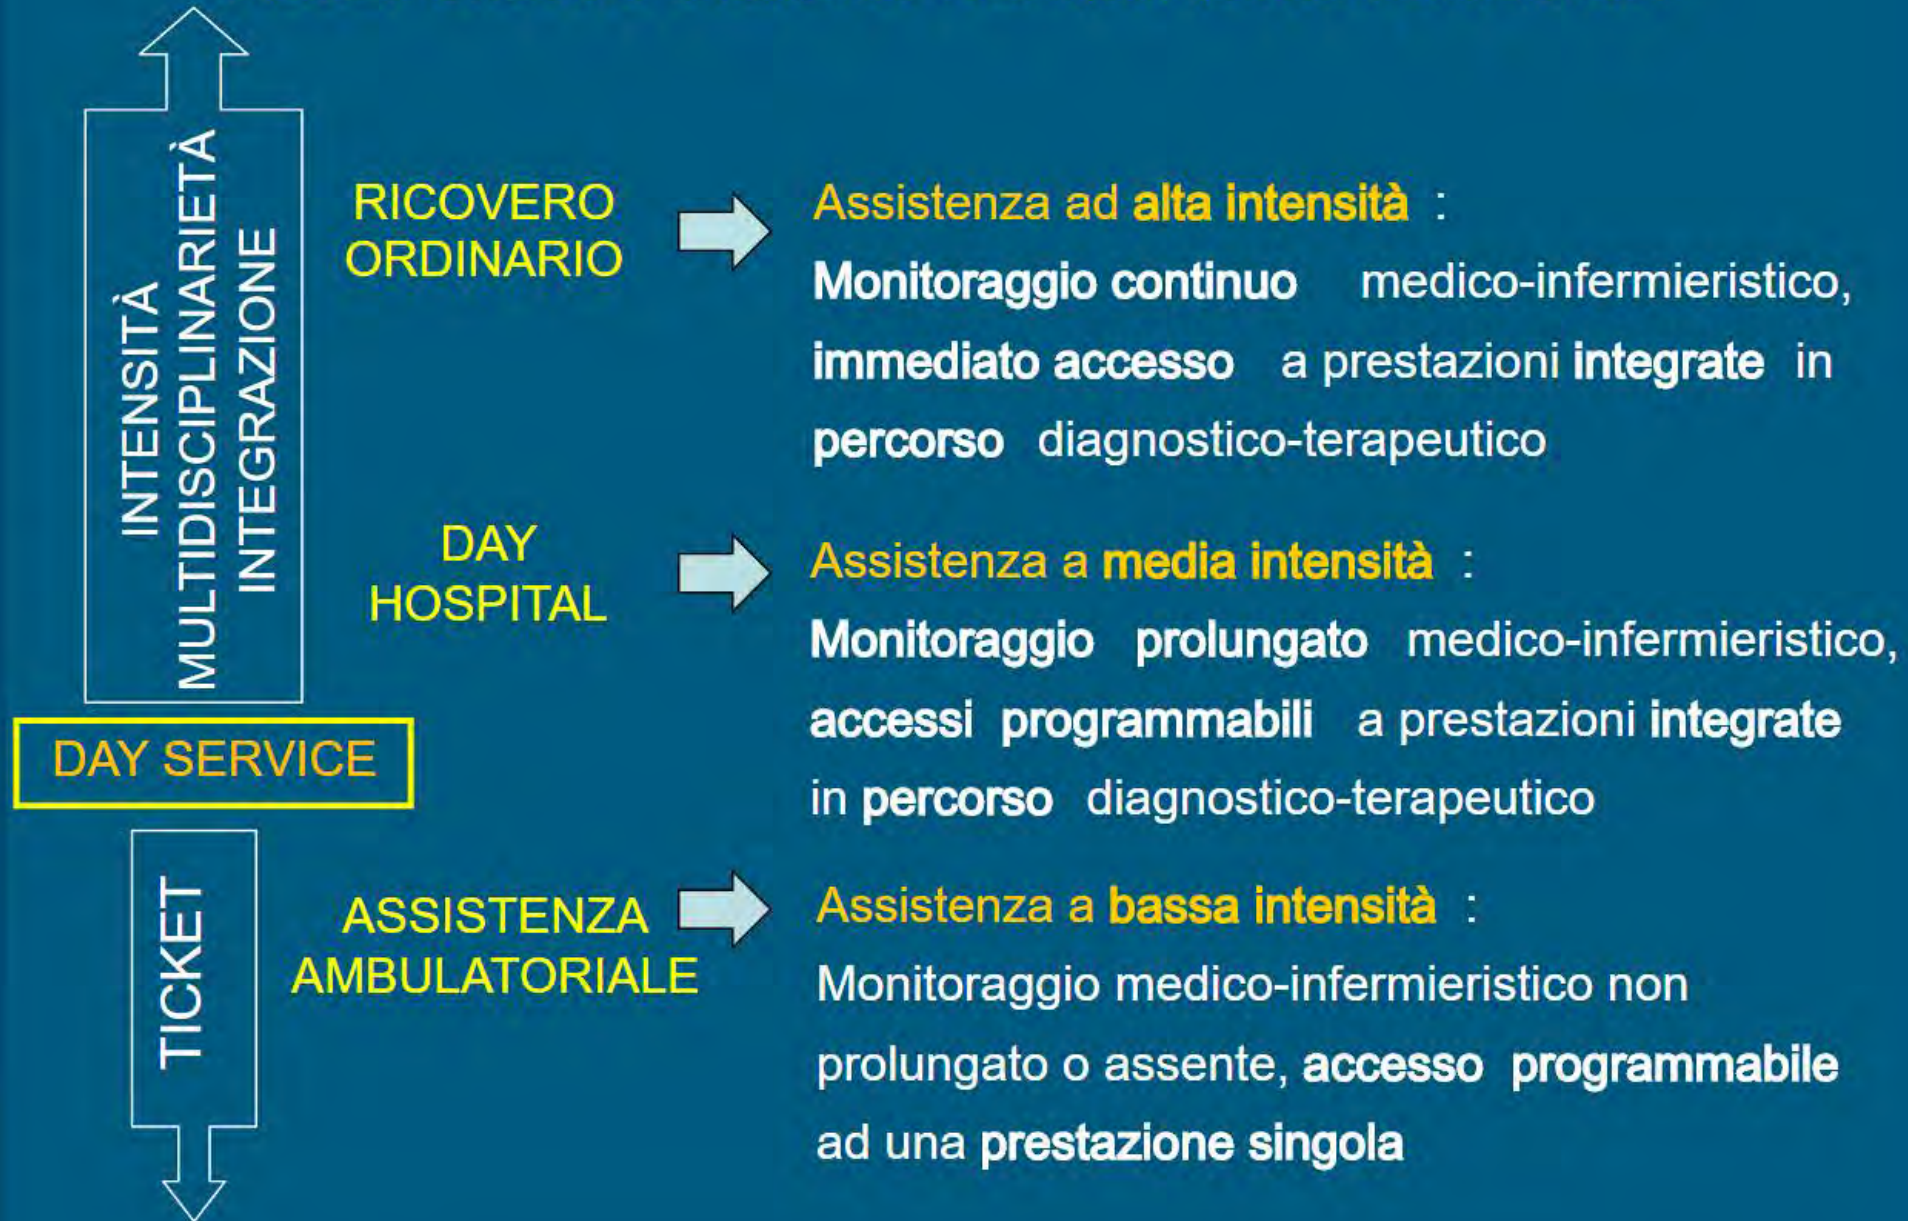 INTENSITÀ
MULTIDISCIPLINARIETÀ
INTEGRAZIONE
RICOVERO
ORDINARIO
Assistenza ad alta intensità :
Monitoraggio continuo medico-infermieristico,
immediato accesso a prestazioni integrate in
percorso diagnostico-terapeutico
DAY
HOSPITAL
Assistenza a media intensità :
Monitoraggio prolungato medico-infermieristico,
accessi programmabili a prestazioni integrate
in percorso diagnostico-terapeutico
DAY SERVICE
TICKET
ASSISTENZA
AMBULATORIALE
Assistenza a bassa intensità :
Monitoraggio medico-infermieristico non
prolungato o assente, accesso programmabile
ad una prestazione singola